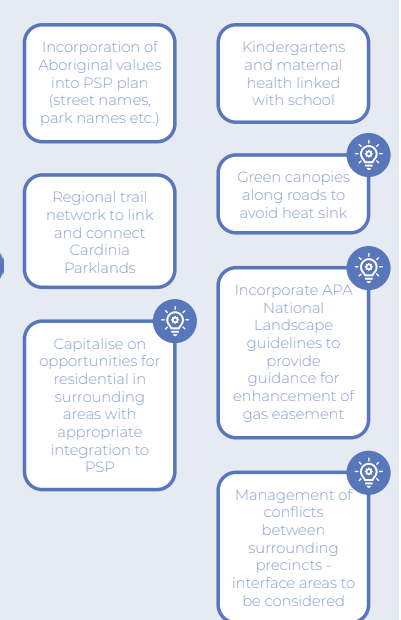 Incorporation of
Aboriginal values
into PSP plan
(street names,
park names etc.)
Regional trail
network to link
and connect
Cardinia
Parklands
Capitalise on
opportunities for
residential in
surrounding
areas with
appropriate
integration to
PSP
Kindergartens
and maternal
health linked
with school
Green canopies
along roads to
avoid heat sink
Incorporate APA
National
Landscape
guidelines to
provide
guidance for
enhancement of
gas easement
Management of
conflicts
between
surrounding
precincts -
interface areas to
be considered